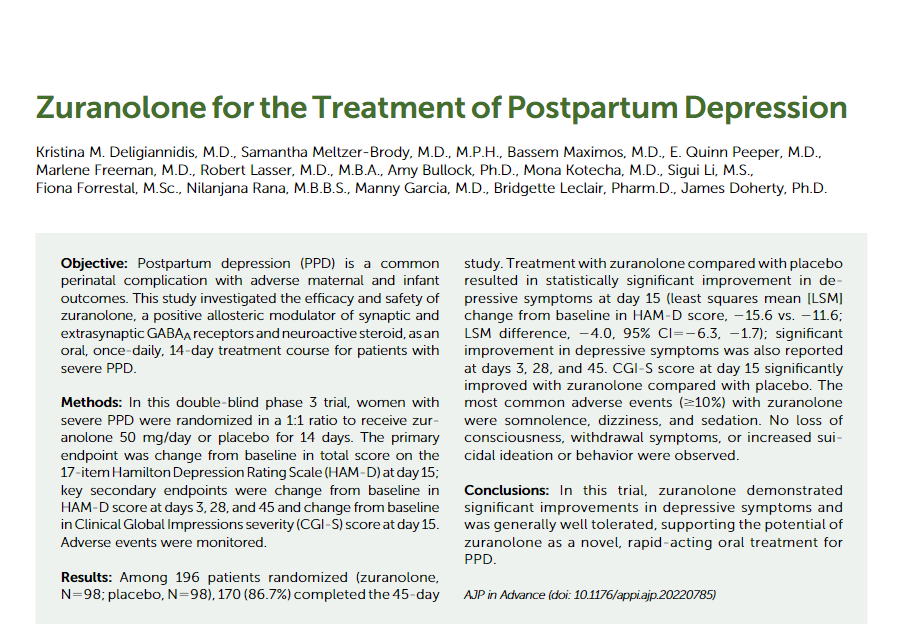 Zuranolone for the Treatment of Postpartum Depression
Kristina M. Deligiannidis, M.D., Samantha Meltzer-Brody, M.D., M.P.H., Bassem Maximos, M.D., E. Quinn Peeper, M.D.,
Marlene Freeman, M.D., Robert Lasser, M.D., M.B.A., Amy Bullock, Ph.D., Mona Kotecha, M.D., Sigui Li, M.S.,
Fiona Forrestal, M.Sc., Nilanjana Rana, M.B.B.S., Manny Garcia, M.D., Bridgette Leclair, Pharm.D., James Doherty, Ph.D.
Objective: Postpartum depression (PPD) is a common
perinatal complication with adverse maternal and infant
outcomes. This study investigated the efficacy and safety of
zuranolone, a positive allosteric modulator of synaptic and
extrasynaptic GABAA receptors and neuroactive steroid, as an
oral, once-daily, 14-day treatment course for patients with
severe PPD.
Methods: In this double-blind phase 3 trial, women with
severe PPD were randomized in a 1:1 ratio to receive zur-
anolone 50 mg/day or placebo for 14 days. The primary
endpoint was change from baseline in total score on the
17-item Hamilton Depression Rating Scale (HAM-D) at day 15;
key secondary endpoints were change from baseline in
HAM-D score at days 3, 28, and 45 and change from baseline
in Clinical Global Impressions severity (CGI-S) score at day 15.
Adverse events were monitored.
Results: Among 196 patients randomized (zuranolone,
N=98; placebo, N=98), 170 (86.7%) completed the 45-day
study. Treatment with zuranolone compared with placebo
resulted in statistically significant improvement in de-
pressive symptoms at day 15 (least squares mean [LSM]
change from baseline in HAM-D score, −15.6 vs. −11.6;
LSM difference, −4.0, 95% CI=−6.3, −1.7); significant
improvement in depressive symptoms was also reported
at days 3, 28, and 45. CGI-S score at day 15 significantly
improved with zuranolone compared with placebo. The
most common adverse events (≥10%) with zuranolone
were somnolence, dizziness, and sedation. No loss of
consciousness, withdrawal symptoms, or increased sui-
cidal ideation or behavior were observed.
Conclusions: In this trial, zuranolone demonstrated
significant improvements in depressive symptoms and
was generally well tolerated, supporting the potential of
zuranolone as a novel, rapid-acting oral treatment for
PPD.
AJP in Advance (doi: 10.1176/appi.ajp.20220785)